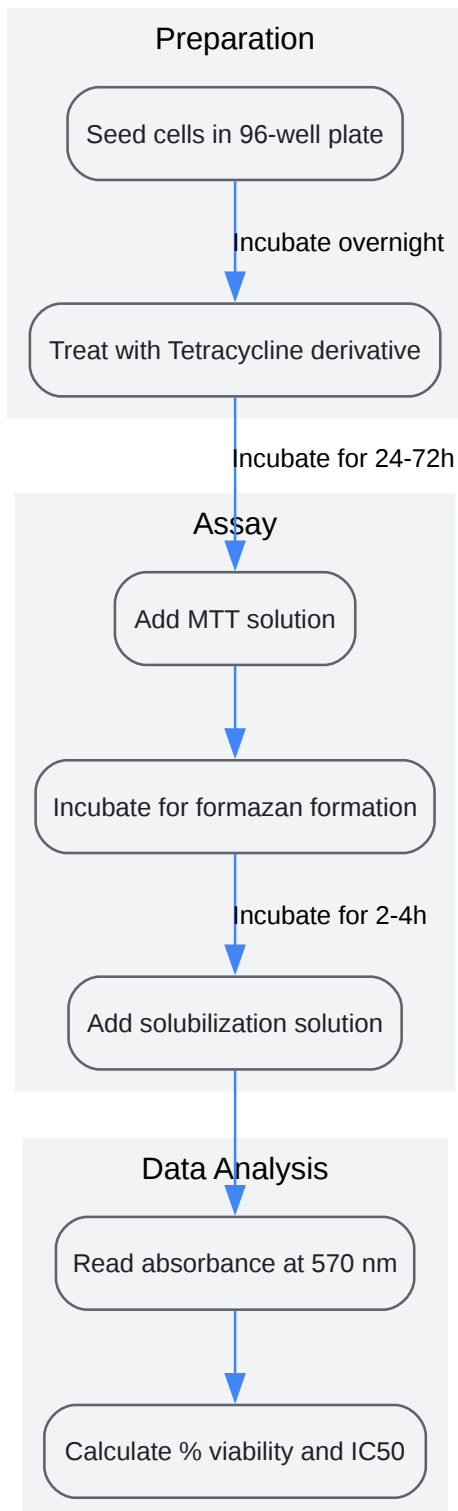 Preparation
Seed cells in 96-well plate
Incubate overnight
Treat with Tetracycline derivative
Incubate for 24-72h
Assay
Add MTT solution
Incubate for formazan formation
Incubate for 2-4h
Add solubilization solution
Data Analysis
Read absorbance at 570 nm
Calculate % viability and IC50